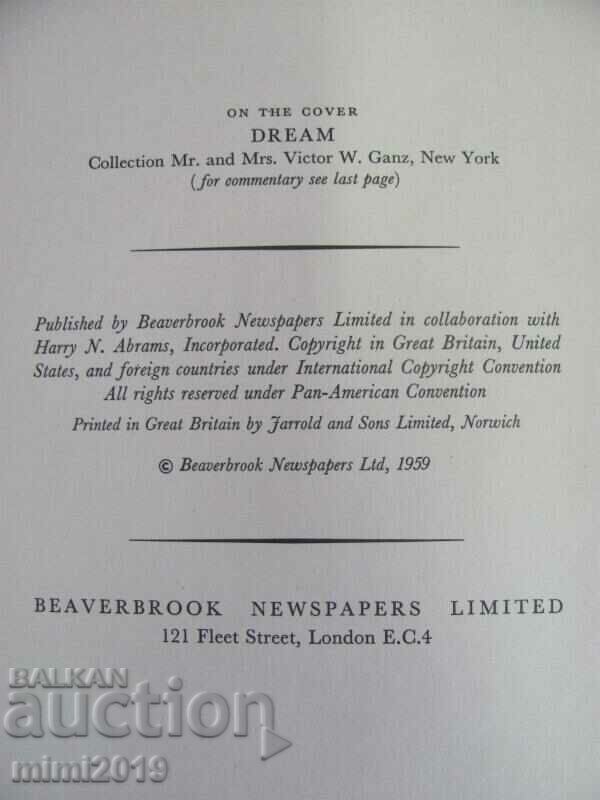 ON THE COVER
DREAM
Collection Mr. and Mrs. Victor W. Ganz, New York
(for commentary see last page)
Published by Beaverbrook Newspapers Limited in collaboration with
Harry N. Abrams, Incorporated. Copyright in Great Britain, United
States, and foreign countries under International Copyright Convention
All rights reserved under Pan-American Convention
Printed in Great Britain by Jarrold and Sons Limited, Norwich
© Beaverbrook Newspapers Ltd, 1959
BEAVERBROOK NEWSPAPERS LIMITED
121 Fleet Street, London E.C.4
BALKAN
auction
mimi2019